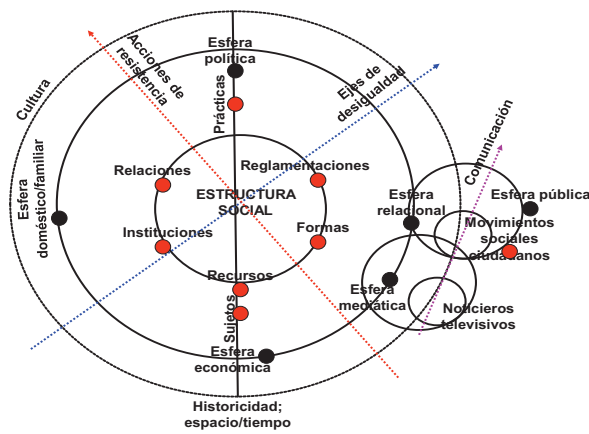 Esfera
política
Acciones de
resistencia
Cultura
Prácticas
Ejes de
desigualdad
Comunicación
Relaciones
Reglamentaciones
ESTRUCTURA
SOCIAL
Esfera
doméstico/familiar
Instituciones
Formas
Esfera
relacional
Esfera pública
Movimientos
sociales
ciudadanos
Recursos
Sujetos
Esfera
mediática
Noticieros
televisivos
Esfera
económica
Historicidad;
espacio/tiempo